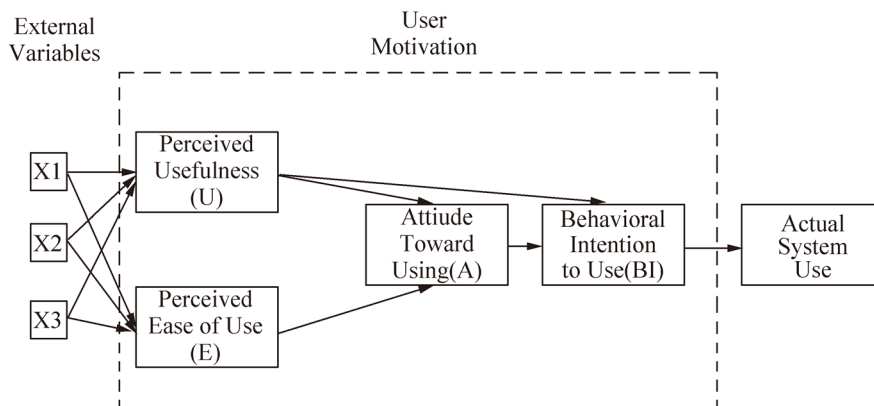 External
Variables
User
Motivation
X1
X2
X3
Perceived
Usefulness
(U)
Perceived
Ease of Use
(E)
Attiude
Toward
Using(A)
Behavioral
Intention
to Use(BI)
Actual
System
Use